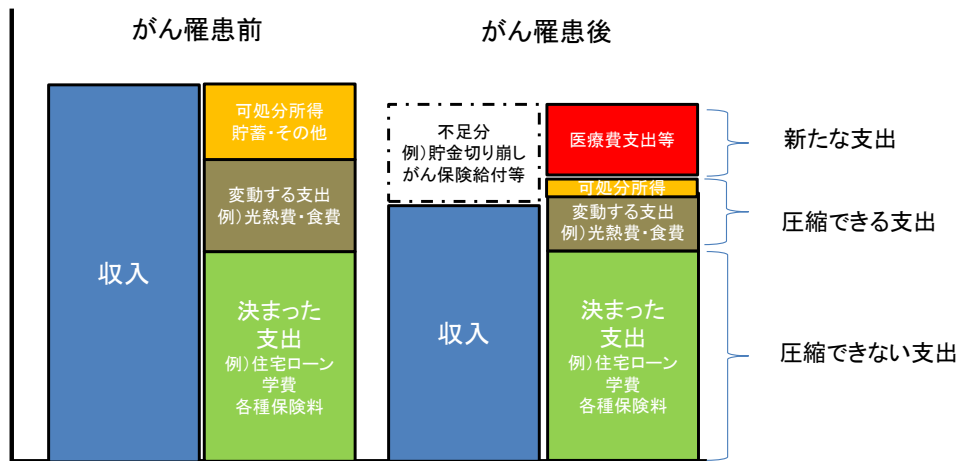 がん罹患前
がん罹患後
収入
可処分所得
貯蓄・その他
変動する支出
例）光熱費・食費
決まった
支出
例）住宅ローン
学費
各種保険料
不足分
例）貯金切り崩し
がん保険給付等
収入
医療費支出等
可処分所得
変動する支出
例）光熱費・食費
決まった
支出
例）住宅ローン
学費
各種保険料
新たな支出
圧縮できる支出
圧縮できない支出